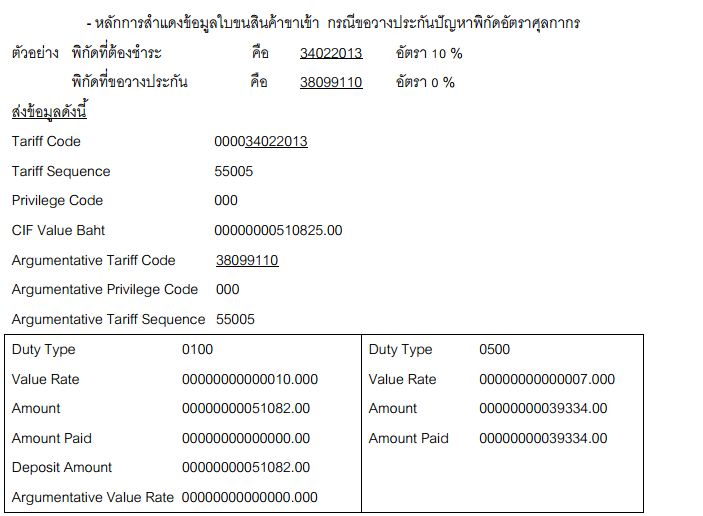 - หลักการสำแดงข้อมูลใบขนสินค้าขาเข้า กรณีขอวางประกันปัญหาพิกัดอัตราศุลกากร
ตัวอย่าง พิกัดที่ต้องชำระ คือ 34022013 อัตรา 10 %
พิกัดที่ขอวางประกัน คือ 38099110 อัตรา 0 %
ส่งข้อมูลดังนี้
Tariff Code 000034022013
Tariff Sequence 55005
Privilege Code 000
CIF Value Baht 00000000510825.00
Argumentative Tariff Code 38099110
Argumentative Privilege Code 000
Argumentative Tariff Sequence 55005
Duty Type 0100 Duty Type 0500
Value Rate 00000000000010.000 Value Rate 00000000000007.000
Amount 00000000051082.00 Amount 00000000039334.00
Amount Paid 00000000000000.00 Amount Paid 00000000039334.00
Deposit Amount 00000000051082.00
Argumentative Value Rate 00000000000000.000